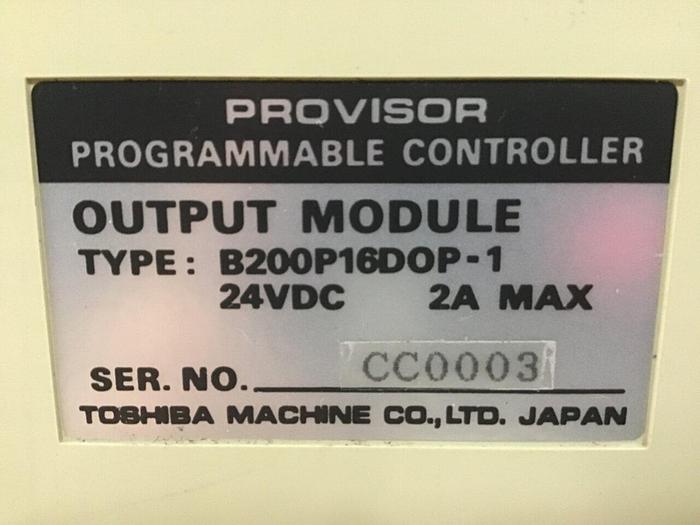 PROVISOR
PROGRAMMABLE CONTROLLER
OUTPUT MODULE
TYPE: B200P16DOP-1
24VDC 2A MAX
SER. NO. CC0003
TOSHIBA MACHINE CO., LTD. JAPAN